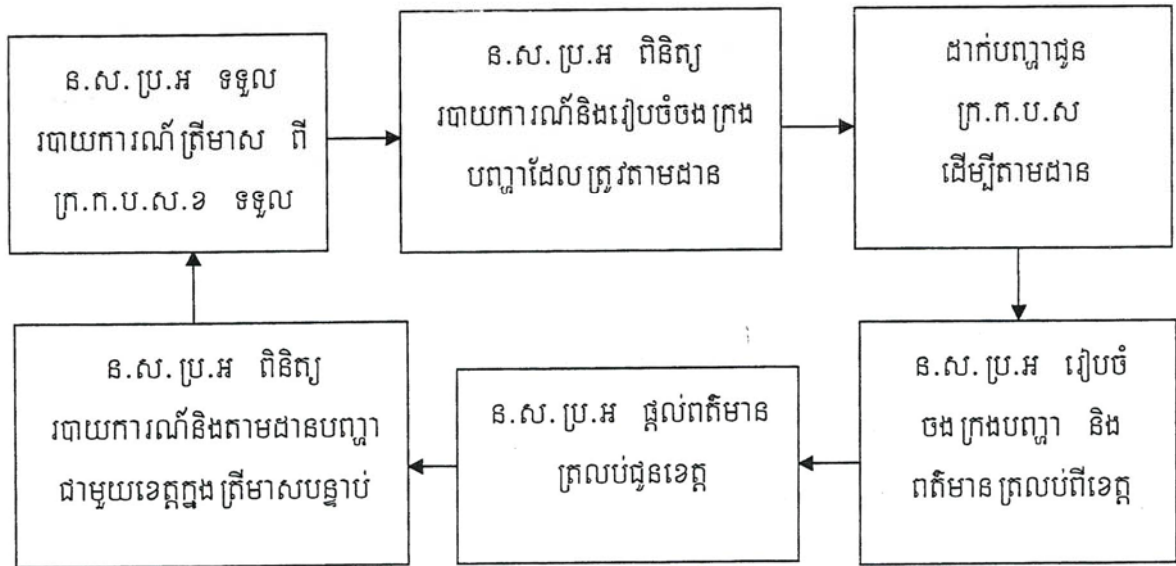 ន.ស.ប្រ.អ ទទួល
របាយការណ៍ត្រីមាស ពី
ក្រ.ក.ប.ស.ខ ទទួល
ន.ស.ប្រ.អ ពិនិត្យ
របាយការណ៍និងរៀបចំចងក្រង
បញ្ហាដែលត្រូវតាមដាន
ដាក់បញ្ហាជូន
ក្រ.ក.ប.ស
ដើម្បីតាមដាន
ន.ស.ប្រ.អ រៀបចំ
ចងក្រងបញ្ហា និង
ពត៌មានត្រលប់ពីខេត្ត
ន.ស.ប្រ.អ ផ្តល់ពត៌មាន
ត្រលប់ជូនខេត្ត
ន.ស.ប្រ.អ ពិនិត្យ
របាយការណ៍និងតាមដានបញ្ហា
ជាមួយខេត្តក្នុងត្រីមាសបន្ទាប់